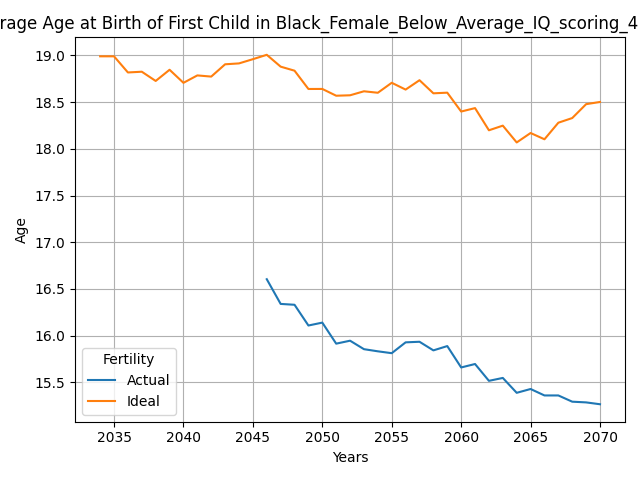 rage Age at Birth of First Child in Black_Female_Below_Average_IQ_scoring_4
19.0
18.5
18.0
17.5
17.0
16.5
16.0
15.5
Age
Fertility
Actual
Ideal
2035 2040 2045 2050 2055 2060 2065 2070
Years